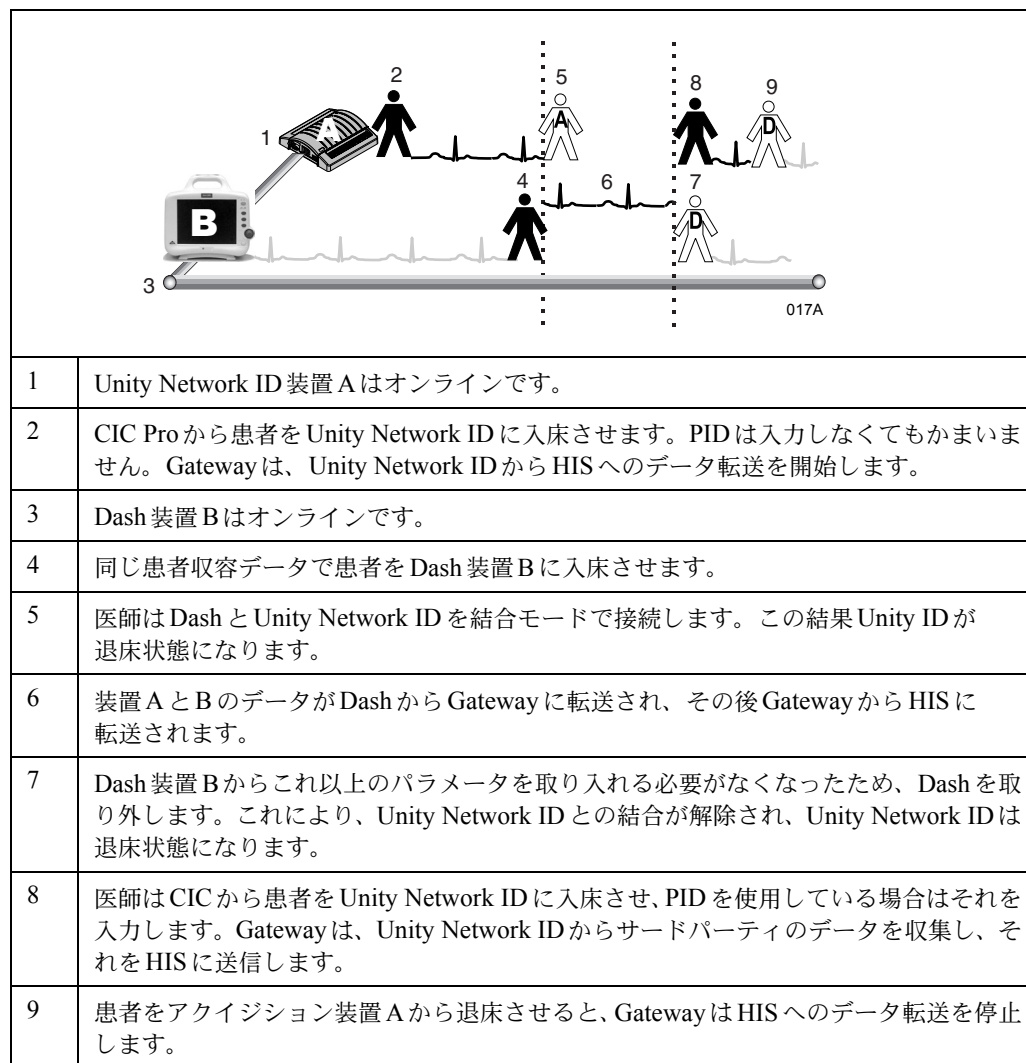 2
5
8
9
1
A
A
D
4
6
7
B
D
3
017A
1
Unity Network ID 装置 A はオンラインです。
2
CIC Pro から患者を Unity Network ID に入床させます。PID は入力しなくてもかまいま
せん。Gateway は、Unity Network ID から HIS へのデータ転送を開始します。
3
Dash 装置 B はオンラインです。
4
同じ患者収容データで患者を Dash 装置 B に入床させます。
5
医師は Dash と Unity Network ID を結合モードで接続します。この結果 Unity ID が
退床状態になります。
6
装置 A と B のデータが Dash から Gateway に転送され、その後 Gateway から HIS に
転送されます。
7
Dash 装置 B からこれ以上のパラメータを取り入れる必要がなくなったため、Dash を取
り外します。これにより、Unity Network ID との結合が解除され、Unity Network ID は
退床状態になります。
8
医師は CIC から患者を Unity Network ID に入床させ、PID を使用している場合はそれを
入力します。Gateway は、Unity Network ID からサードパーティのデータを収集し、そ
れを HIS に送信します。
9
患者をアクイジション装置 A から退床させると、Gateway は HIS へのデータ転送を停止
します。